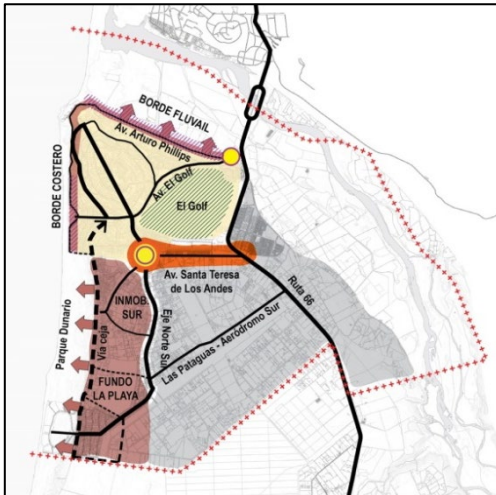 BORDE FLUVAIL
Av. Arturo Phillips
BORDE COSTERO
Av. El Golf
El Golf
Av. Santa Teresa
de Los Andes
Ruta 66
INMOB.
SUR
Eje Norte Sur
Parque Dunario
Vía ceja
Las Pataguas - Aeródromo Sur
FUNDO
LA PLAYA